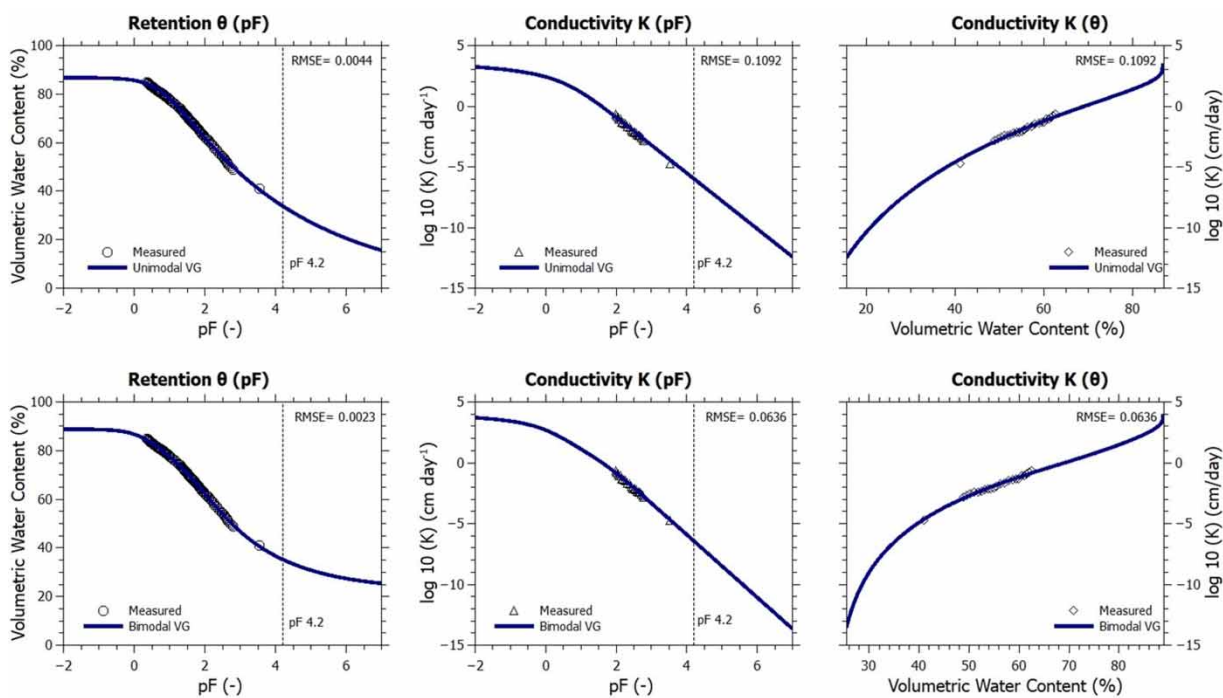 Retention θ (pF)
Conductivity K (pF)
Conductivity K (θ)
Volumetric Water Content (%)
100
80
60
40
20
0
RMSE= 0.0044
Measured
Unimodal VG
pF 4.2
−2
0
2
4
6
pF (-)
log 10 (K) (cm day⁻¹)
5
0
−5
−10
−15
RMSE= 0.1092
Measured
Unimodal VG
pF 4.2
−2
0
2
4
6
pF (-)
RMSE= 0.1092
Measured
Unimodal VG
5
0
−5
−10
−15
log 10 (K) (cm/day)
20
40
60
80
Volumetric Water Content (%)
Retention θ (pF)
Conductivity K (pF)
Conductivity K (θ)
Volumetric Water Content (%)
100
80
60
40
20
0
RMSE= 0.0023
Measured
Bimodal VG
pF 4.2
−2
0
2
4
6
pF (-)
log 10 (K) (cm day⁻¹)
5
0
−5
−10
−15
RMSE= 0.0636
Measured
Bimodal VG
pF 4.2
−2
0
2
4
6
pF (-)
RMSE= 0.0636
Measured
Bimodal VG
5
0
−5
−10
−15
log 10 (K) (cm/day)
30
40
50
60
70
80
Volumetric Water Content (%)